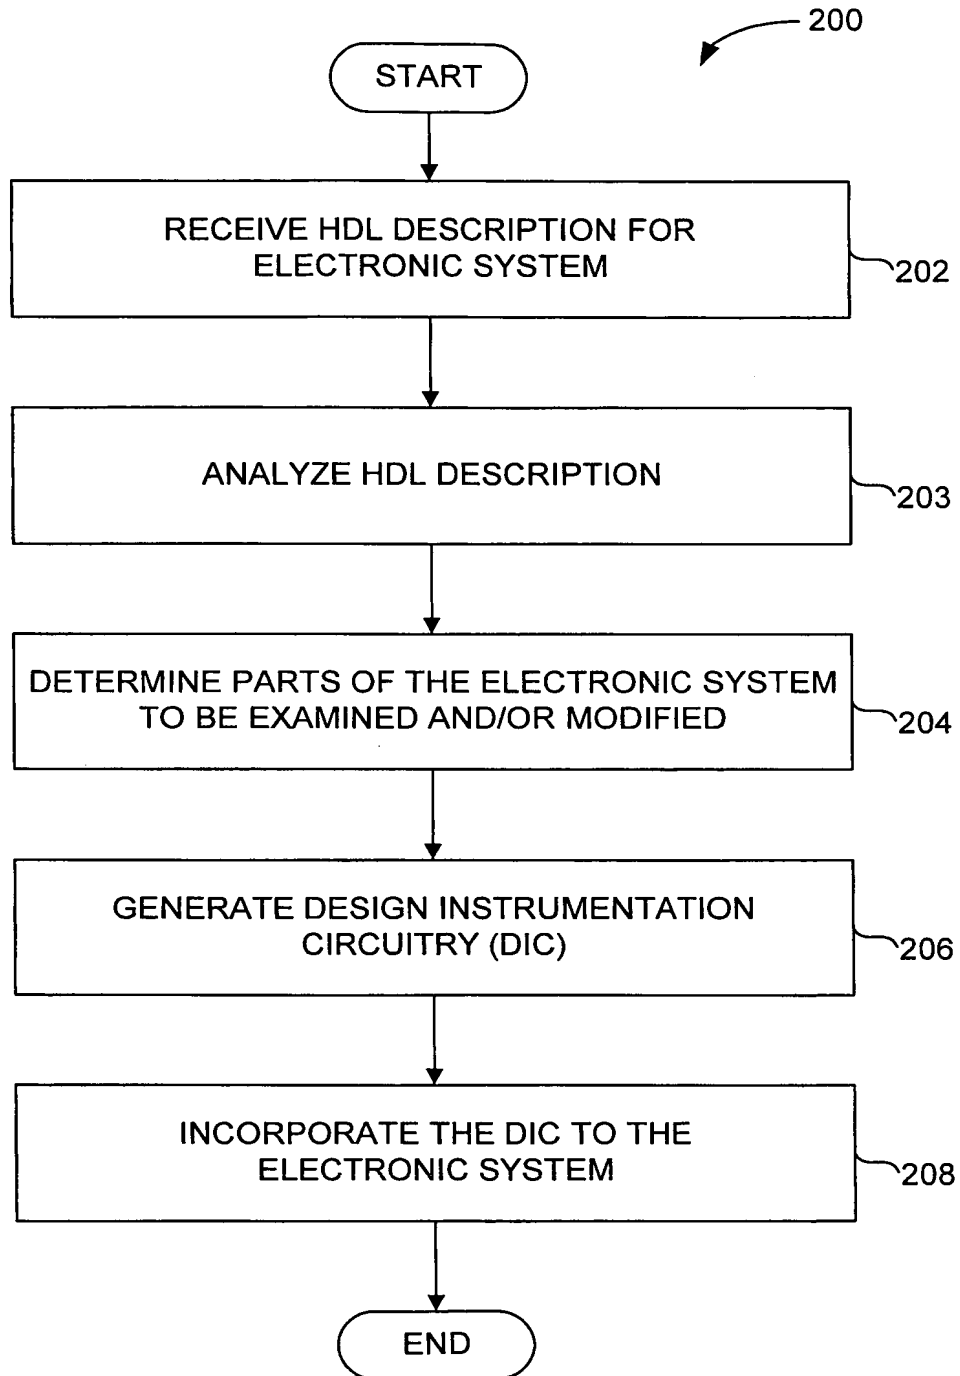 200
START
RECEIVE HDL DESCRIPTION FOR
ELECTRONIC SYSTEM
202
ANALYZE HDL DESCRIPTION
203
DETERMINE PARTS OF THE ELECTRONIC SYSTEM
TO BE EXAMINED AND/OR MODIFIED
204
GENERATE DESIGN INSTRUMENTATION
CIRCUITRY (DIC)
206
INCORPORATE THE DIC TO THE
ELECTRONIC SYSTEM
208
END